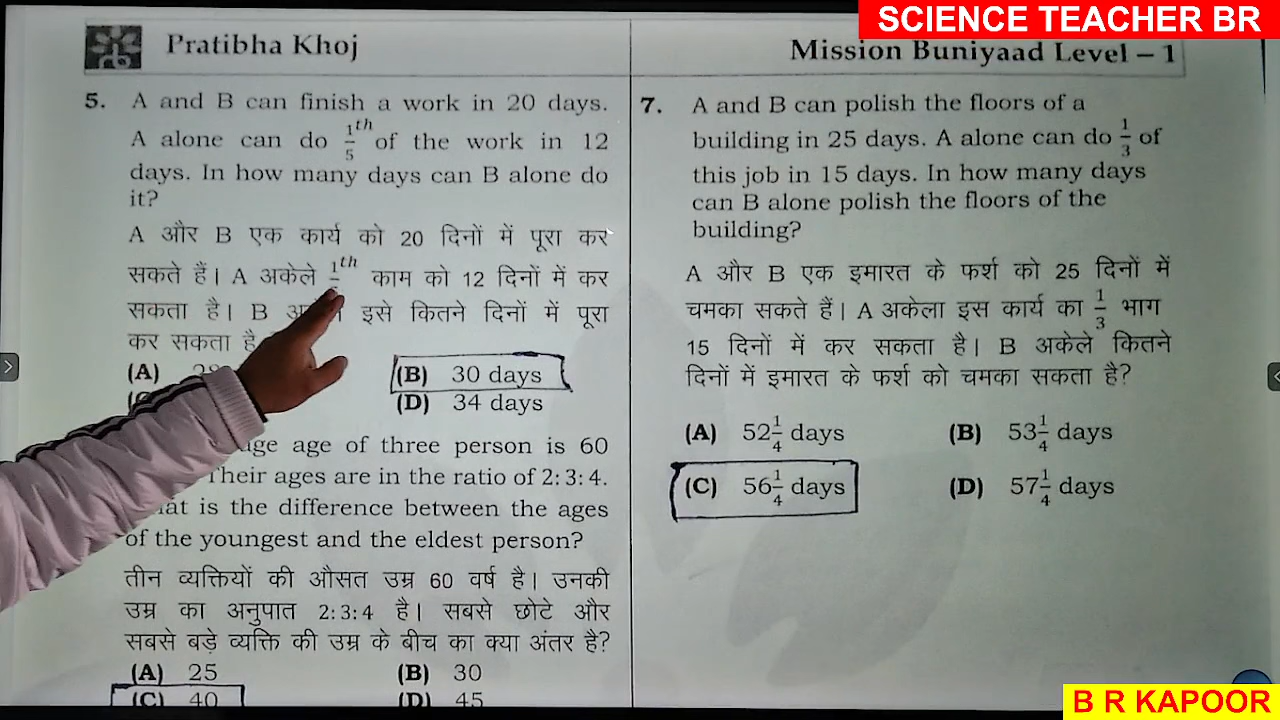 SCIENCE TEACHER BR
Pratibha Khoj
Mission Buniyaad Level – 1
5. A and B can finish a work in 20 days.
A alone can do 1/5 th of the work in 12
days. In how many days can B alone do
it?
A और B एक कार्य को 20 दिनों में पूरा कर
सकते हैं। A अकेले 1 th काम को 12 दिनों में कर
सकता है। B इसे कितने दिनों में पूरा
कर सकता है
(A)
(B) 30 days
(D) 34 days
age of three person is 60
Their ages are in the ratio of 2:3:4.
is the difference between the ages
of the youngest and the eldest person?
तीन व्यक्तियों की औसत उम्र 60 वर्ष है। उनकी
उम्र का अनुपात 2:3:4 है। सबसे छोटे और
सबसे बड़े व्यक्ति की उम्र के बीच का क्या अंतर है?
(A) 25 (B) 30
(C) 40 (D) 45
7. A and B can polish the floors of a
building in 25 days. A alone can do 1/3 of
this job in 15 days. In how many days
can B alone polish the floors of the
building?
A और B एक इमारत के फर्श को 25 दिनों में
चमका सकते हैं। A अकेला इस कार्य का 1/3 भाग
15 दिनों में कर सकता है। B अकेले कितने
दिनों में इमारत के फर्श को चमका सकता है?
(A) 52 1/4 days (B) 53 1/4 days
(C) 56 1/4 days (D) 57 1/4 days
B R KAPOOR